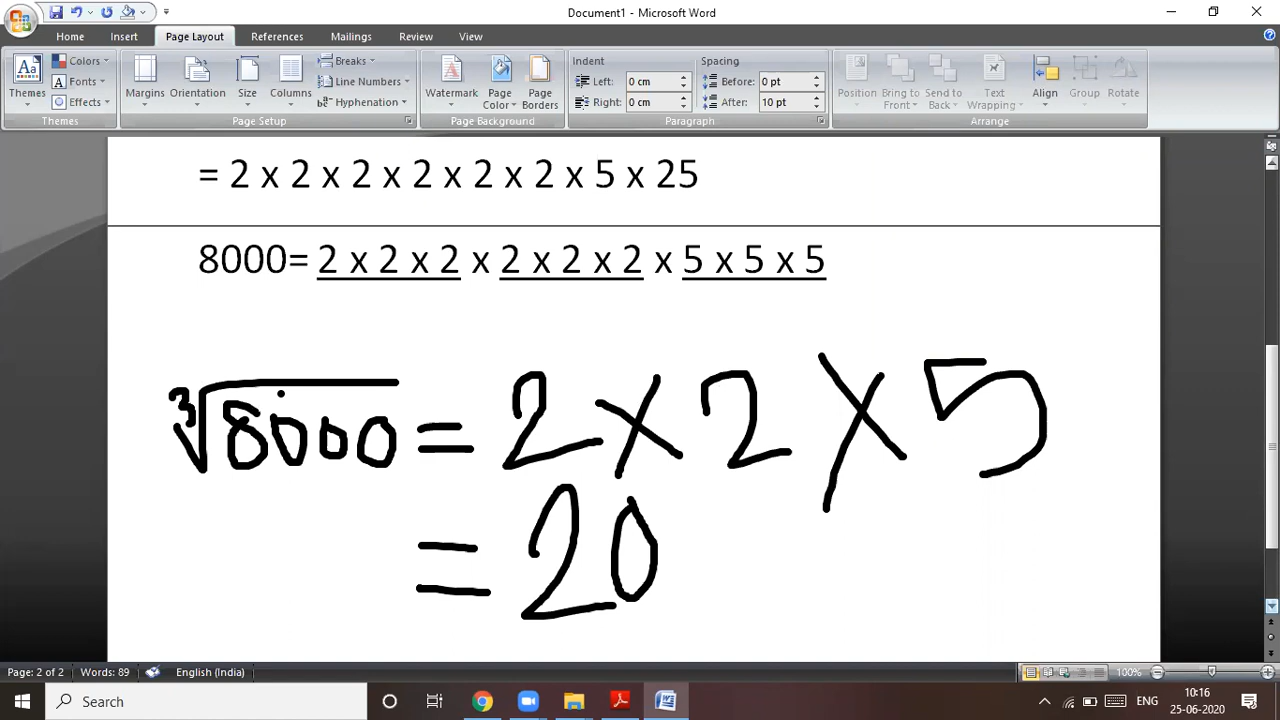 Document1 - Microsoft Word
Home Insert Page Layout References Mailings Review View
Themes Colors Fonts Effects
Margins Orientation Size Columns Breaks Line Numbers Hyphenation
Watermark Page Color Page Borders
Indent Left: 0 cm Right: 0 cm
Spacing Before: 0 pt After: 10 pt
Position Bring to Front Send to Back Text Wrapping Align Group Rotate
Themes Page Setup Page Background Paragraph Arrange
= 2 x 2 x 2 x 2 x 2 x 2 x 5 x 25
8000= 2 x 2 x 2 x 2 x 2 x 2 x 5 x 5 x 5
∛8000 = 2 x 2 x 5
= 20
Page: 2 of 2 Words: 89 English (India) 100%
Search ENG 10:16
25-06-2020